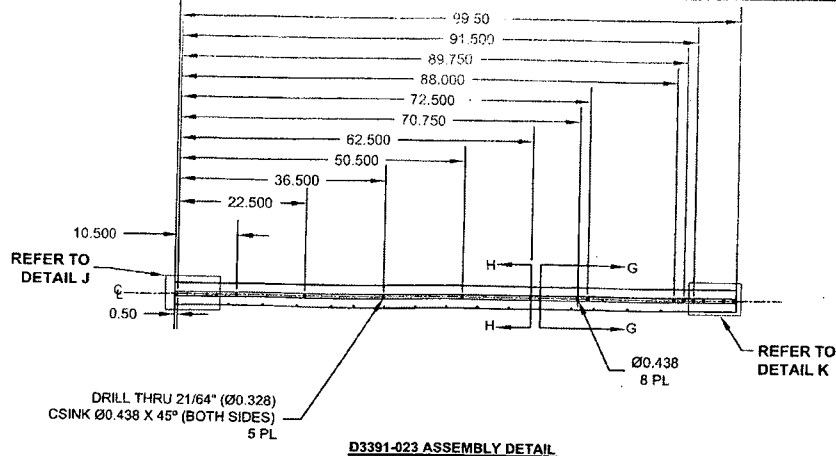 99.50
91.500
89.750
88.000
72.500
70.750
62.500
50.500
36.500
22.500
10.500
REFER TO
DETAIL J
H
G
℄
0.50
H
G
REFER TO
DETAIL K
Ø0.438
8 PL
DRILL THRU 21/64" (Ø0.328)
CSINK Ø0.438 X 45º (BOTH SIDES)
5 PL
D3391-023 ASSEMBLY DETAIL